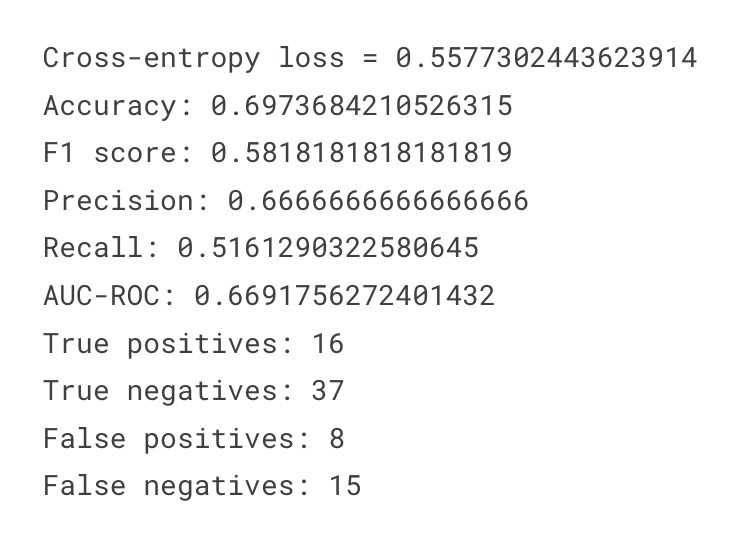 Cross-entropy loss = 0.5577302443623914
Accuracy: 0.6973684210526315
F1 score: 0.5818181818181819
Precision: 0.6666666666666666
Recall: 0.5161290322580645
AUC-ROC: 0.6691756272401432
True positives: 16
True negatives: 37
False positives: 8
False negatives: 15